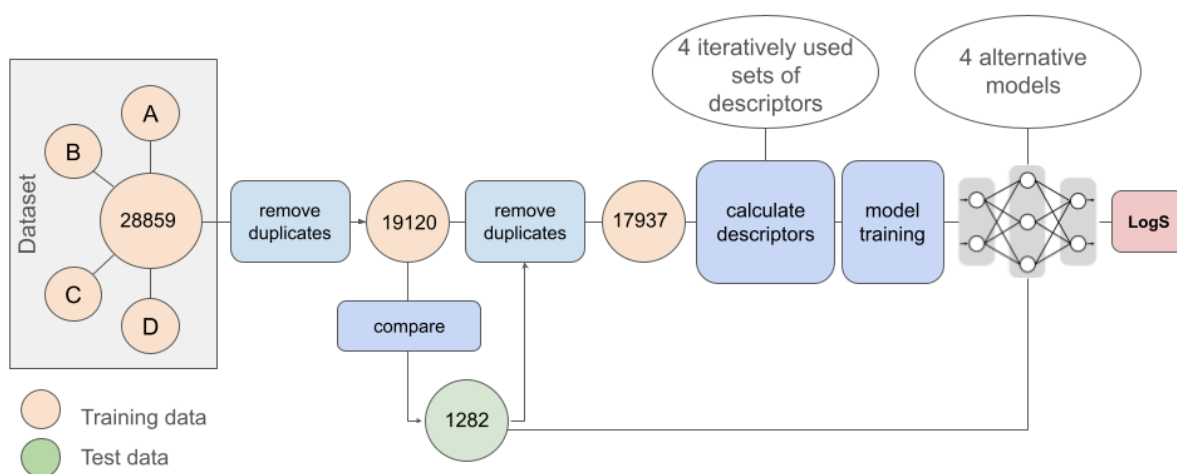 4 iteratively used
sets of
descriptors
4 alternative
models
Dataset
A
B
28859
C
D
remove
duplicates
19120
remove
duplicates
17937
calculate
descriptors
model
training
LogS
compare
1282
Training data
Test data